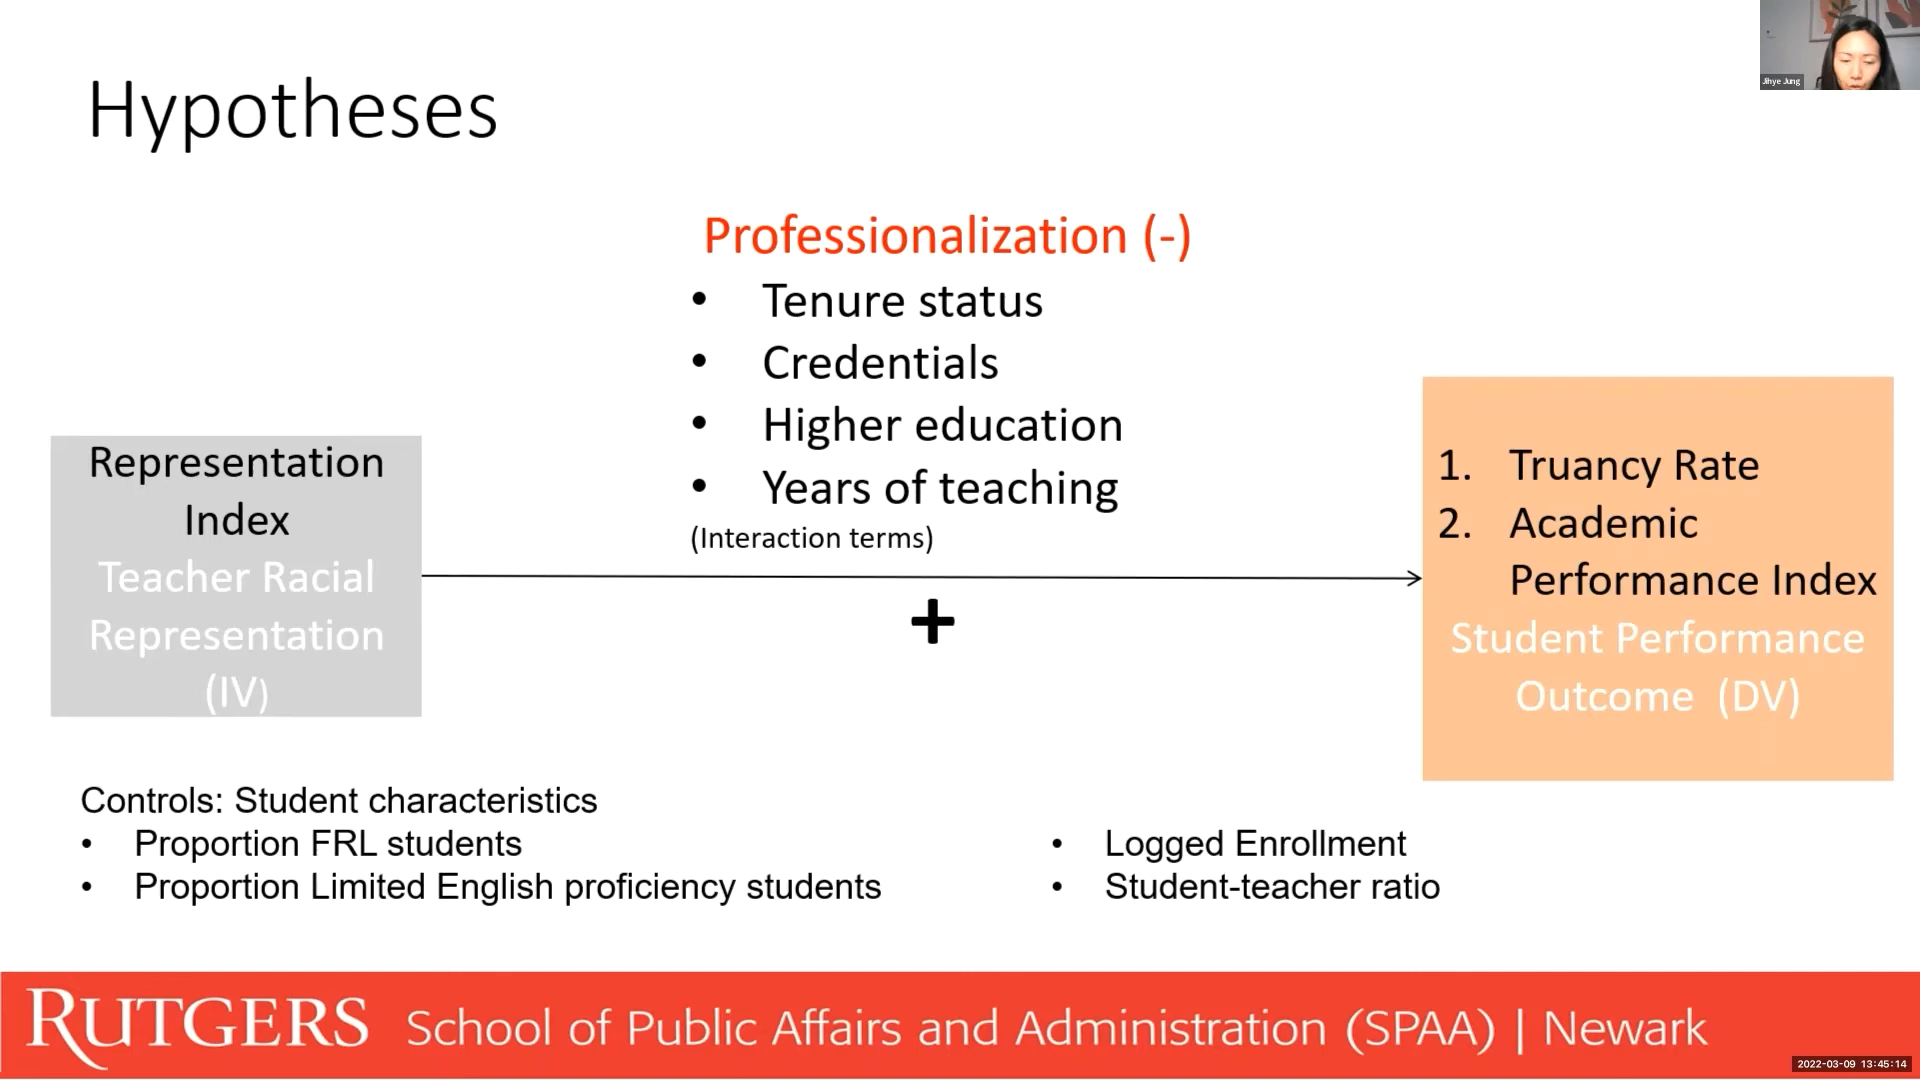 Hypotheses
Jihye Jung
Professionalization (-)
• Tenure status
• Credentials
• Higher education
• Years of teaching
(Interaction terms)
Representation
Index
Teacher Racial
Representation
(IV)
+
1. Truancy Rate
2. Academic
Performance Index
Student Performance
Outcome (DV)
Controls: Student characteristics
• Proportion FRL students
• Proportion Limited English proficiency students
• Logged Enrollment
• Student-teacher ratio
RUTGERS School of Public Affairs and Administration (SPAA) | Newark
2022-03-09 13:45:14